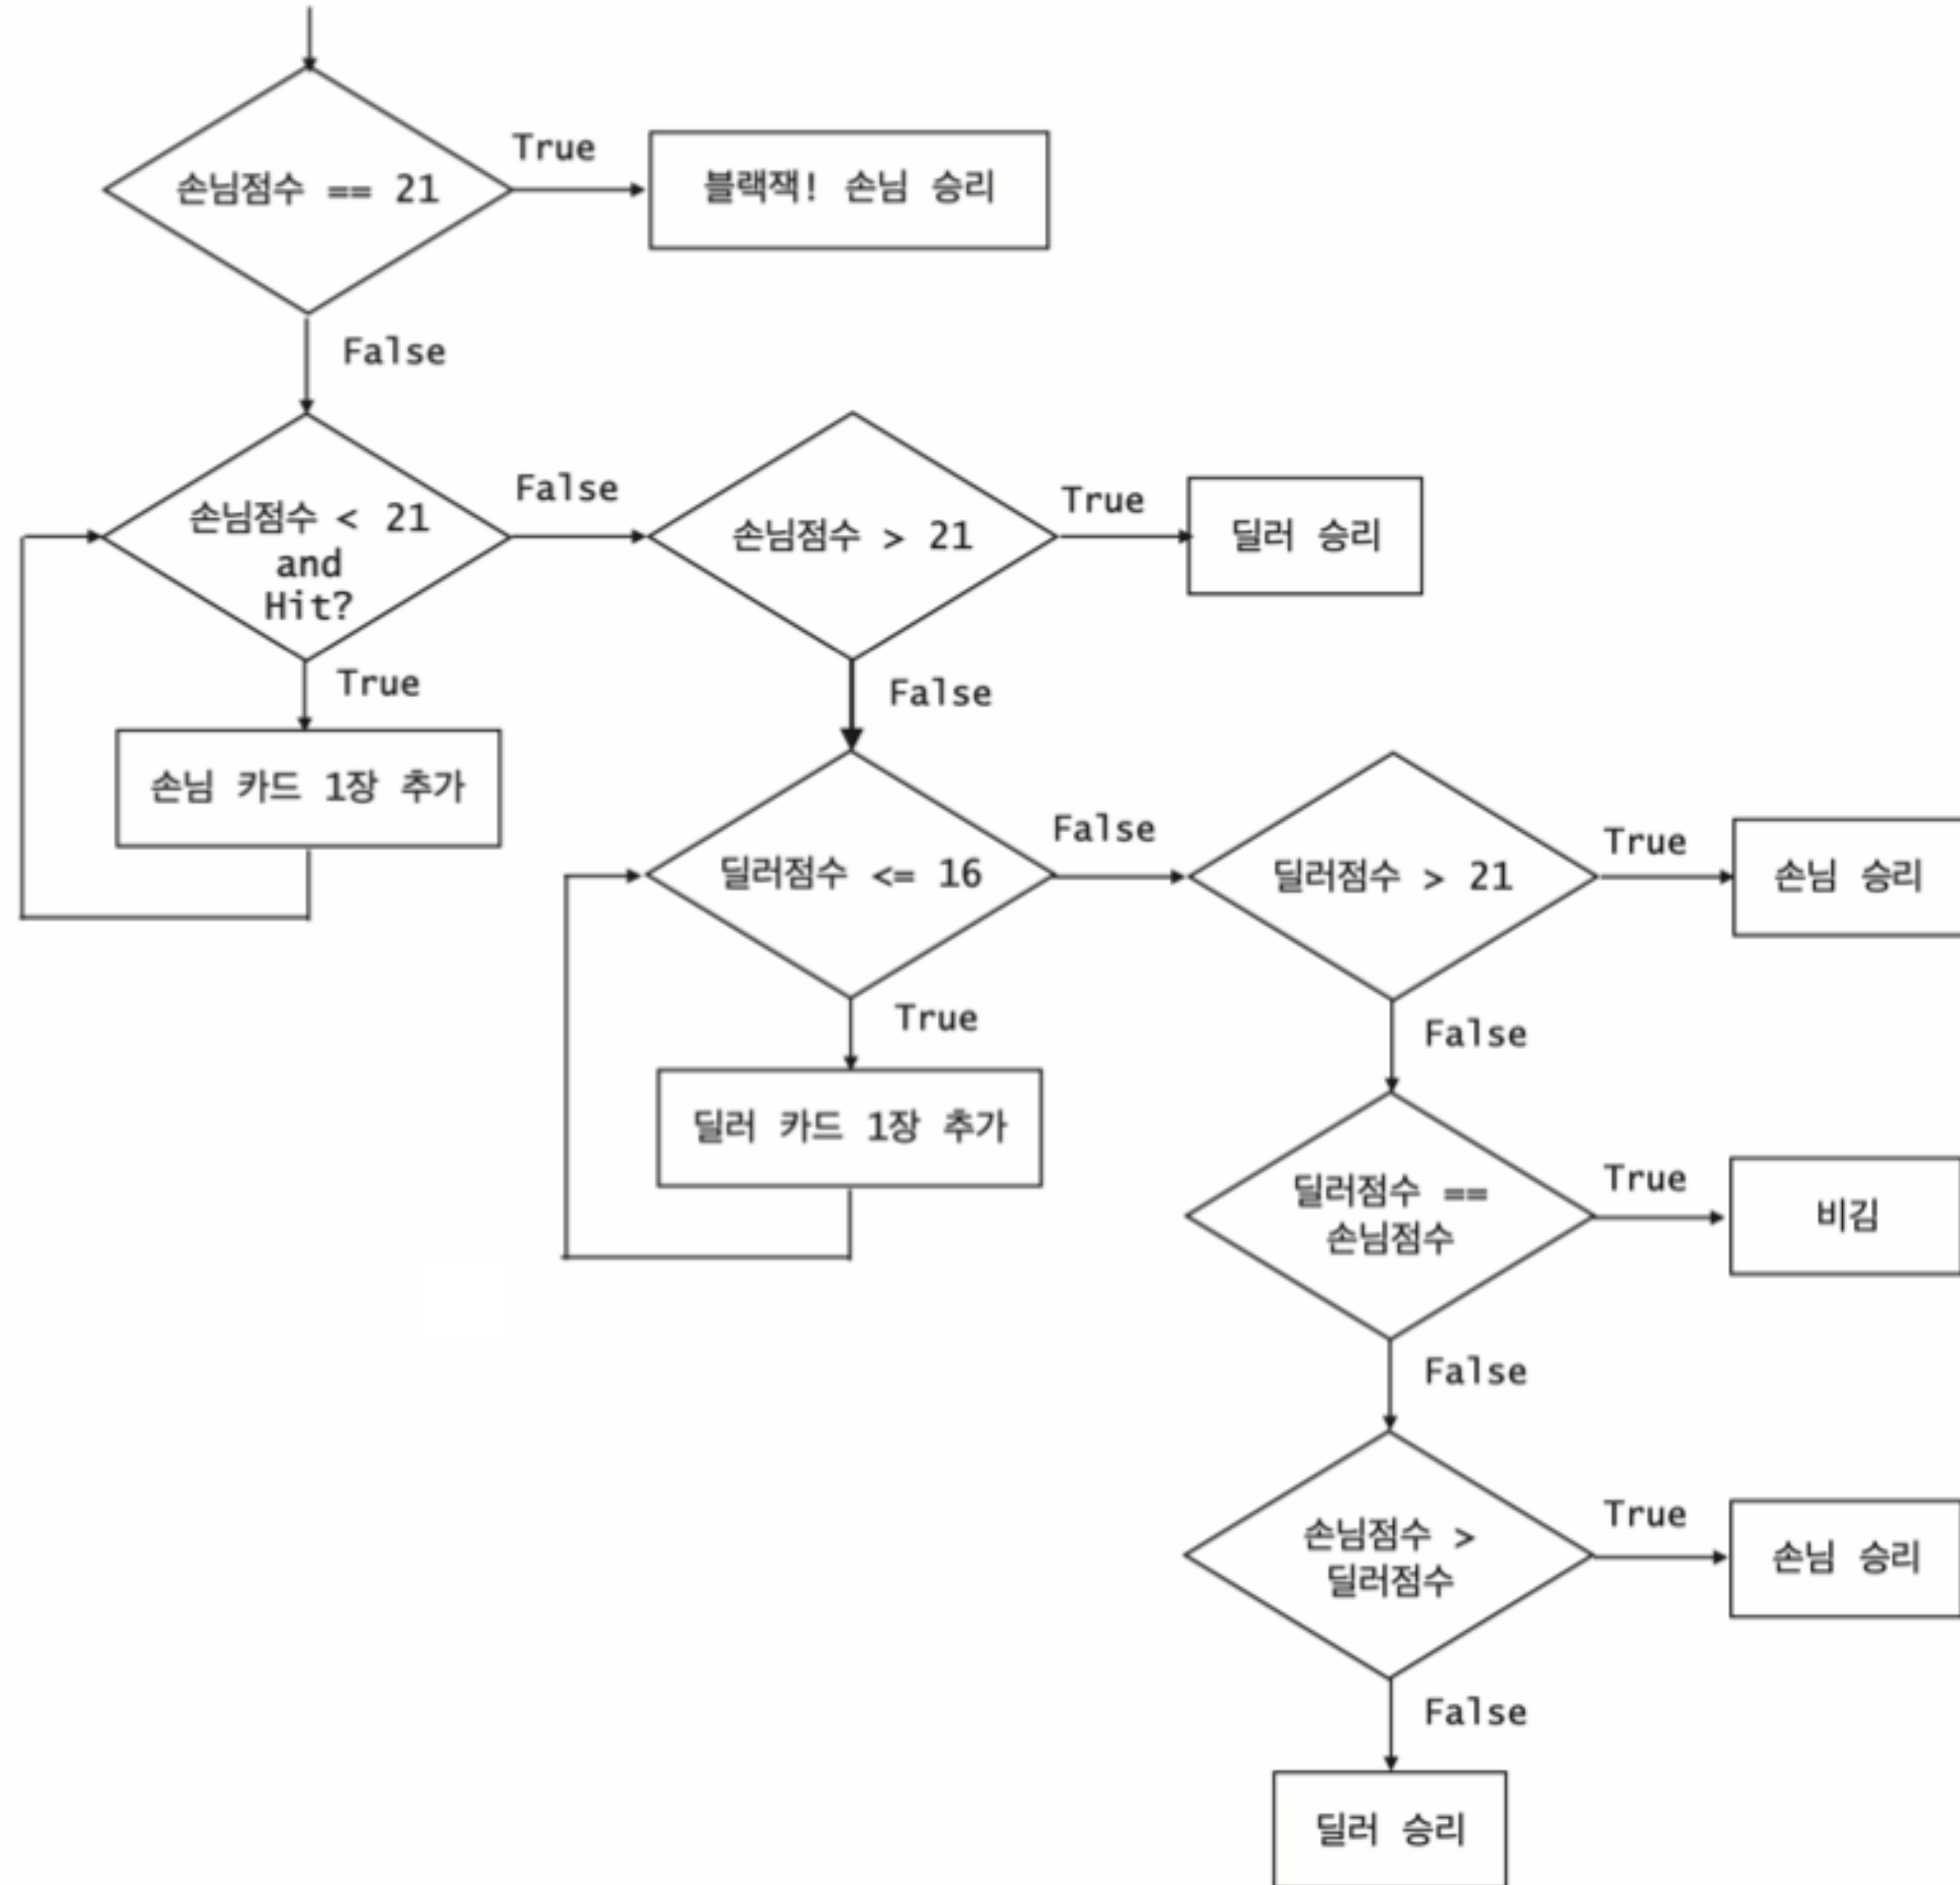 True
손님점수 == 21
블랙잭! 손님 승리
False
손님점수 < 21
and
Hit?
False
손님점수 > 21
True
딜러 승리
True
False
손님 카드 1장 추가
딜러점수 <= 16
False
딜러점수 > 21
True
손님 승리
True
False
딜러 카드 1장 추가
딜러점수 ==
손님점수
True
비김
False
손님점수 >
딜러점수
True
손님 승리
False
딜러 승리